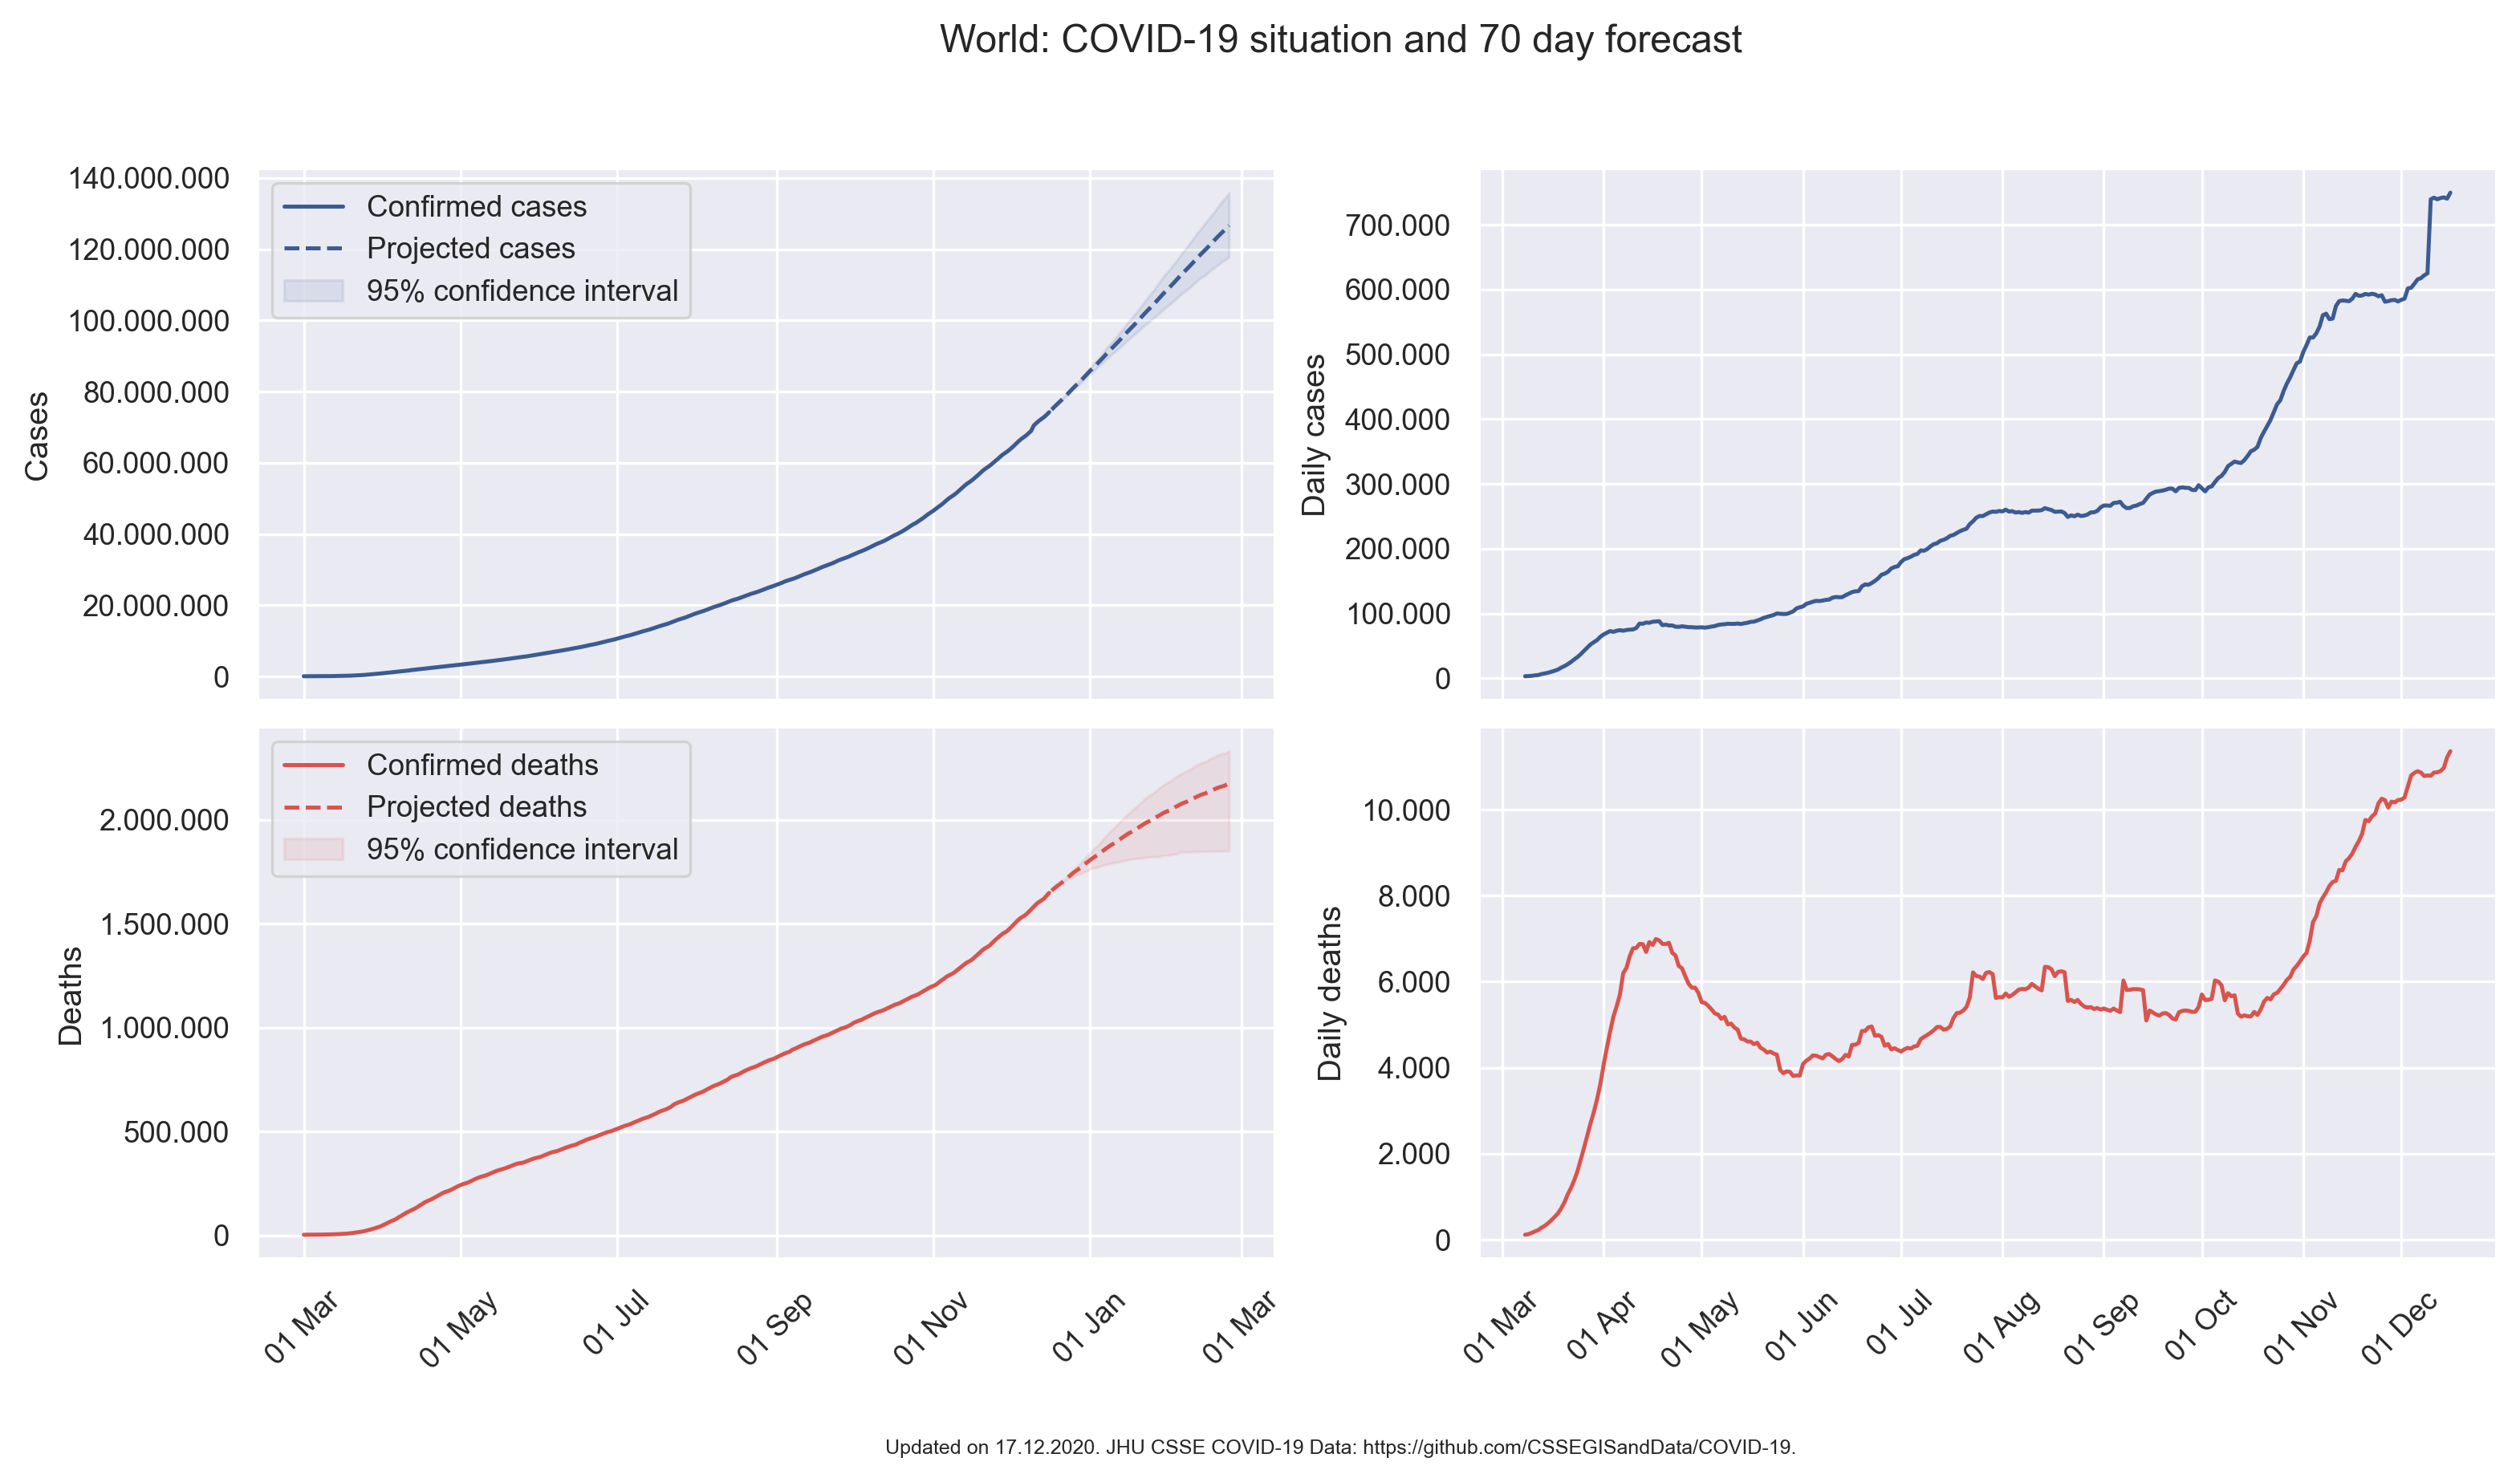 World: COVID-19 situation and 70 day forecast
140.000.000
120.000.000
100.000.000
80.000.000
60.000.000
40.000.000
20.000.000
0
Cases
Confirmed cases
Projected cases
95% confidence interval
700.000
600.000
500.000
400.000
300.000
200.000
100.000
0
Daily cases
2.000.000
1.500.000
1.000.000
500.000
0
Deaths
Confirmed deaths
Projected deaths
95% confidence interval
01 Mar
01 May
01 Jul
01 Sep
01 Nov
01 Jan
01 Mar
10.000
8.000
6.000
4.000
2.000
0
Daily deaths
01 Mar
01 Apr
01 May
01 Jun
01 Jul
01 Aug
01 Sep
01 Oct
01 Nov
01 Dec
Updated on 17.12.2020. JHU CSSE COVID-19 Data: https://github.com/CSSEGISandData/COVID-19.